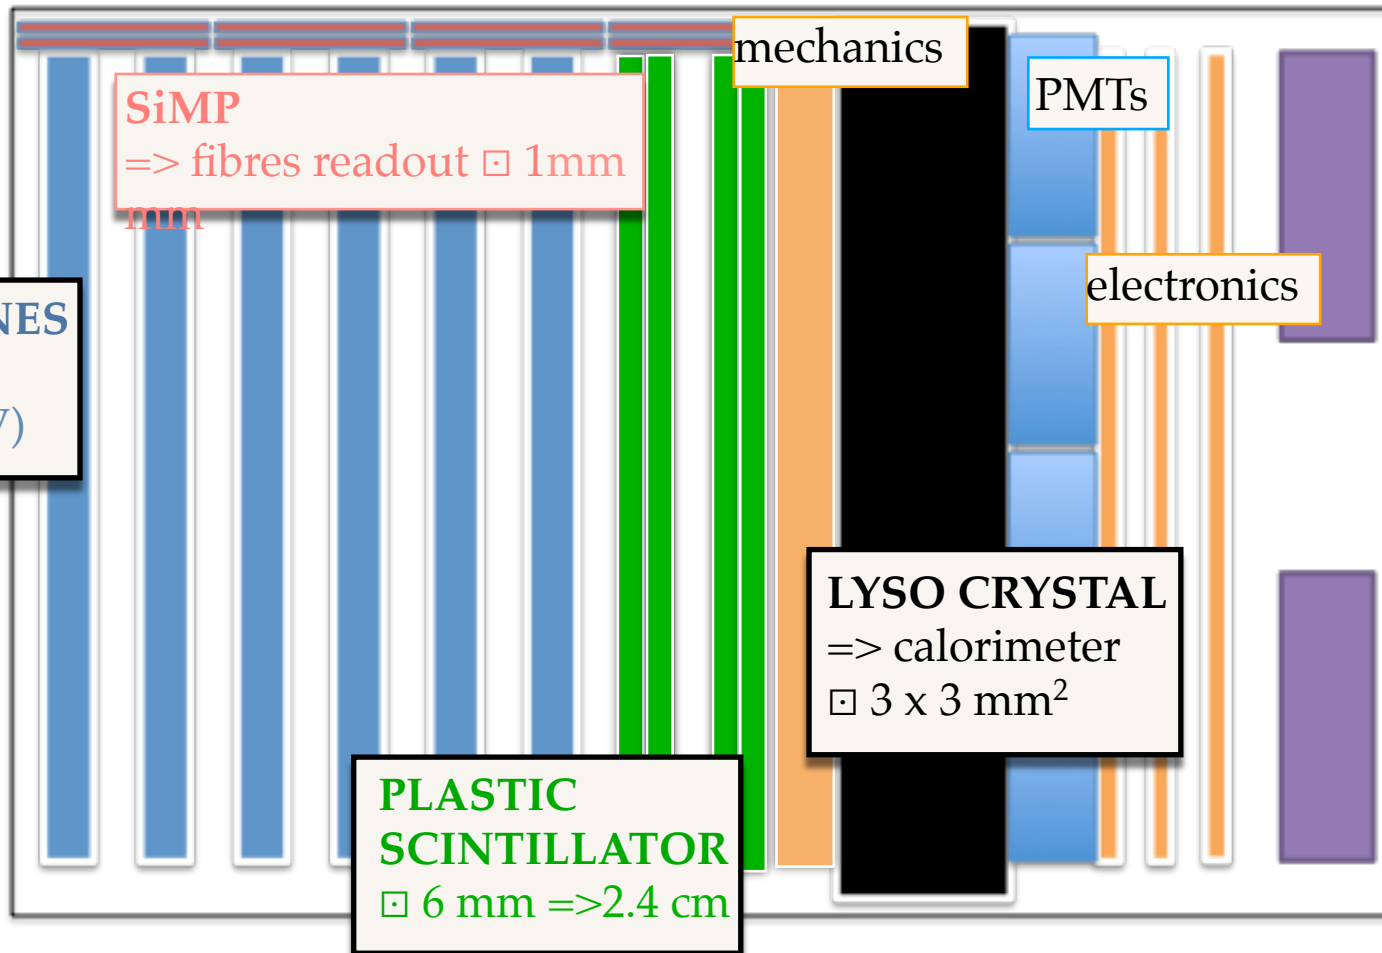 mechanics
PMTs
SiMP
=> fibres readout ⊡ 1mm
mm
electronics
NES
V)
LYSO CRYSTAL
=> calorimeter
⊡ 3 x 3 mm²
PLASTIC
SCINTILLATOR
⊡ 6 mm =>2.4 cm